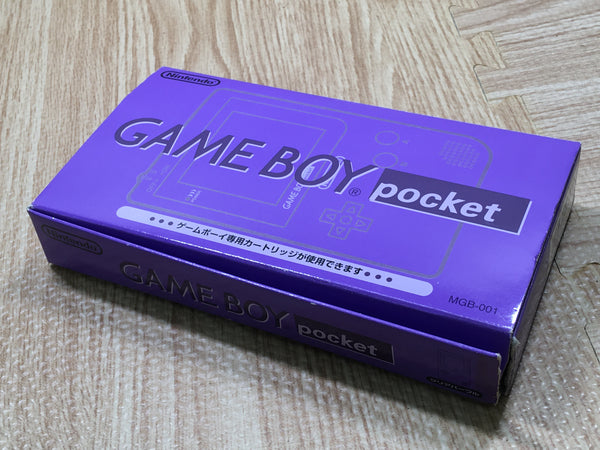 Nintendo
GAME BOY® pocket
•••ゲームボーイ専用カートリッジが使用できます•••
MGB-001
Nintendo
GAME BOY pocket